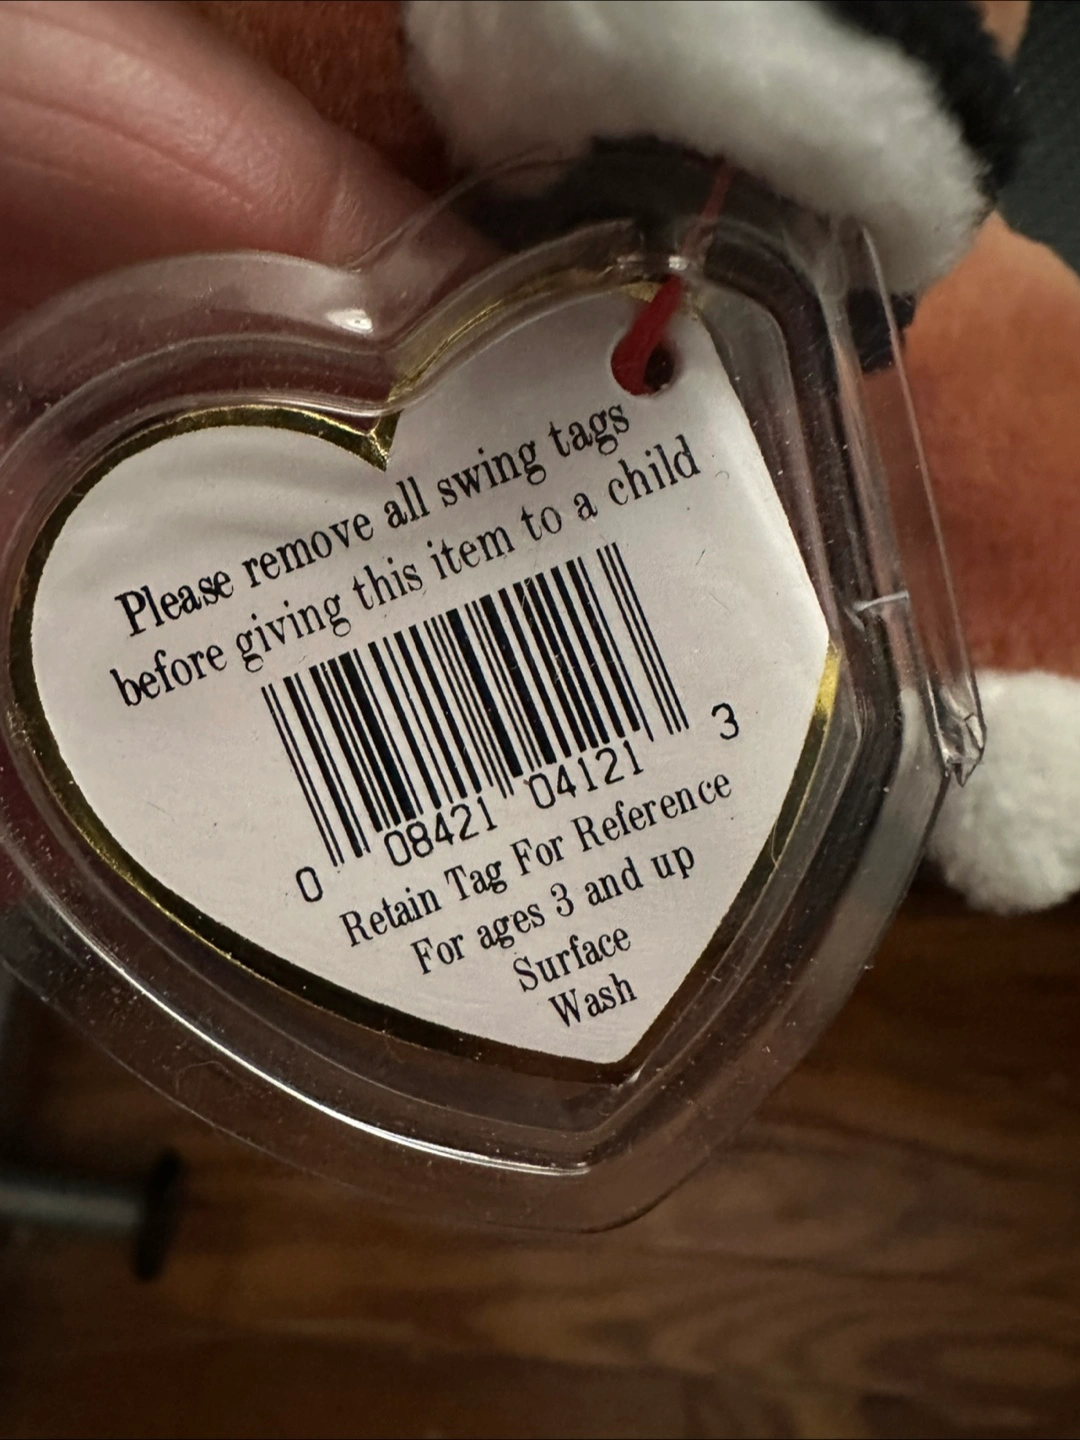 Please remove all swing tags
before giving this item to a child
0 08421 04121 3
Retain Tag For Reference
For ages 3 and up
Surface
Wash